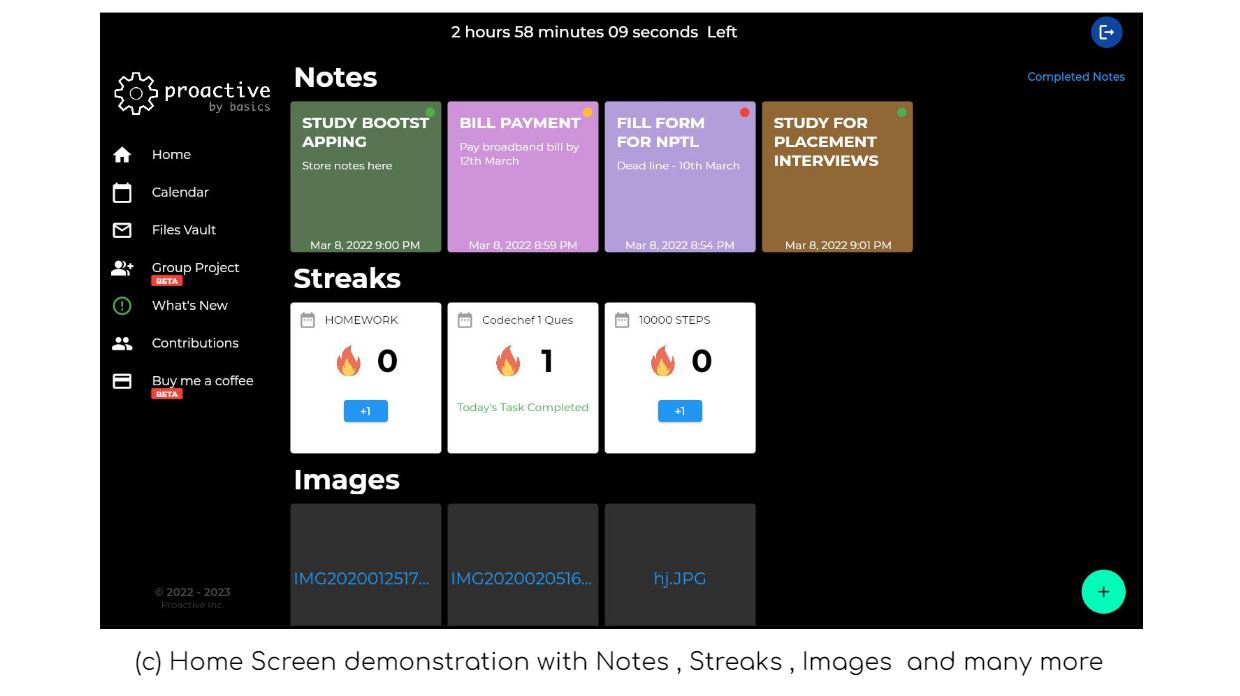 2 hours 58 minutes 09 seconds Left
proactive
by basics
Home
Calendar
Files Vault
Group Project
BETA
What's New
Contributions
Buy me a coffee
BETA
© 2022 - 2023
Proactive Inc.
Notes
Completed Notes
STUDY BOOTST
APPING
Store notes here
Mar 8, 2022 9:00 PM
BILL PAYMENT
Pay broadband bill by
12th March
Mar 8, 2022 8:59 PM
FILL FORM
FOR NPTL
Dead line - 10th March
Mar 8, 2022 8:54 PM
STUDY FOR
PLACEMENT
INTERVIEWS
Mar 8, 2022 9:01 PM
Streaks
HOMEWORK
0
+1
Codechef 1 Ques
1
Today's Task Completed
10000 STEPS
0
+1
Images
IMG2020012517...
IMG2020020516...
hj.JPG
+
(c) Home Screen demonstration with Notes , Streaks , Images and many more